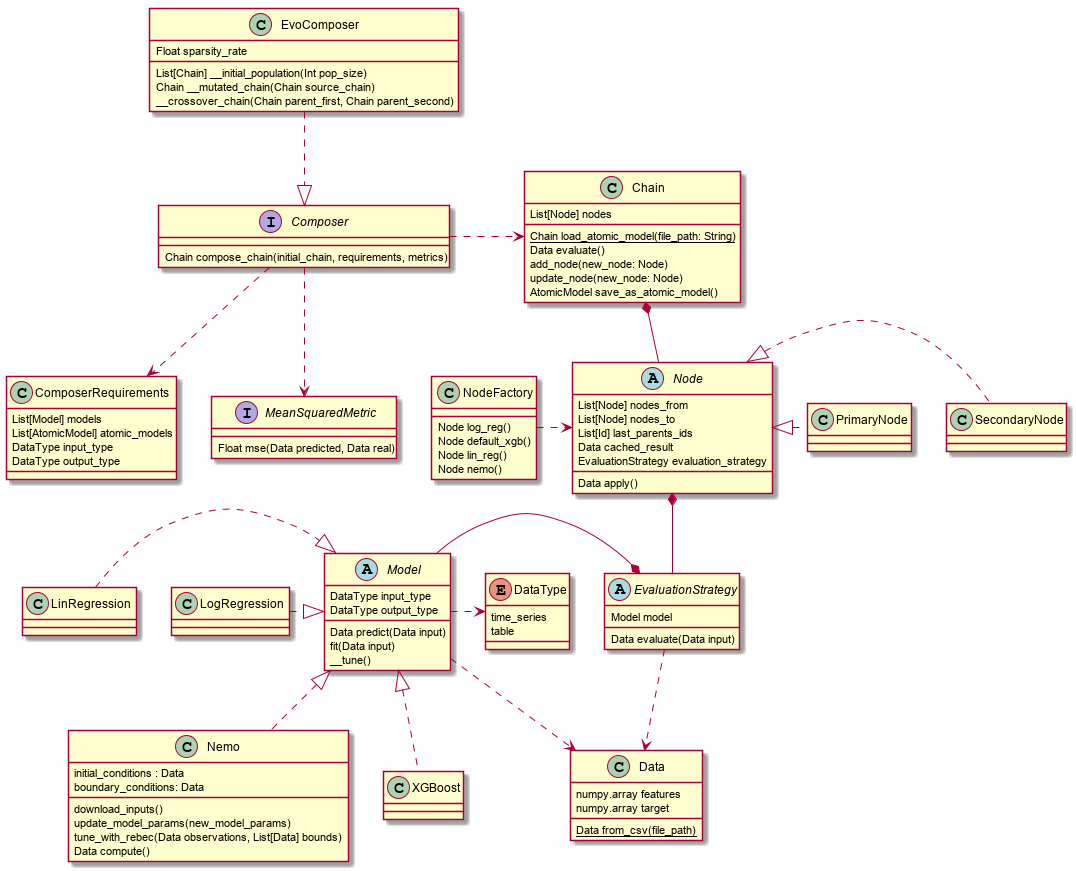 C EvoComposer
Float sparsity_rate
List[Chain] __initial_population(Int pop_size)
Chain __mutated_chain(Chain source_chain)
__crossover_chain(Chain parent_first, Chain parent_second)
C Chain
List[Node] nodes
Chain load_atomic_model(file_path: String)
Data evaluate()
add_node(new_node: Node)
update_node(new_node: Node)
AtomicModel save_as_atomic_model()
I Composer
Chain compose_chain(initial_chain, requirements, metrics)
C ComposerRequirements
List[Model] models
List[AtomicModel] atomic_models
DataType input_type
DataType output_type
I MeanSquaredMetric
Float mse(Data predicted, Data real)
C NodeFactory
Node log_reg()
Node default_xgb()
Node lin_reg()
Node nemo()
A Node
List[Node] nodes_from
List[Node] nodes_to
List[Id] last_parents_ids
Data cached_result
EvaluationStrategy evaluation_strategy
Data apply()
C PrimaryNode
C SecondaryNode
C LinRegression
C LogRegression
A Model
DataType input_type
DataType output_type
Data predict(Data input)
fit(Data input)
__tune()
E DataType
time_series
table
A EvaluationStrategy
Model model
Data evaluate(Data input)
C Nemo
initial_conditions : Data
boundary_conditions: Data
download_inputs()
update_model_params(new_model_params)
tune_with_rebec(Data observations, List[Data] bounds)
Data compute()
C XGBoost
C Data
numpy.array features
numpy.array target
Data from_csv(file_path)